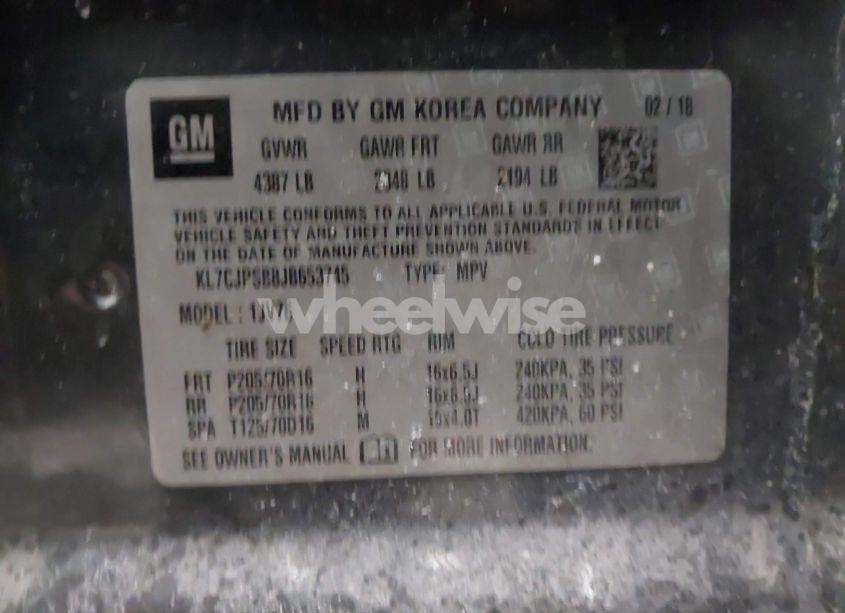 GM
MFD BY GM KOREA COMPANY 02 / 18
GVWR GAWR FRT GAWR RR
4387 LB 2348 LB 2194 LB
THIS VEHICLE CONFORMS TO ALL APPLICABLE U.S. FEDERAL MOTOR
VEHICLE SAFETY AND THEFT PREVENTION STANDARDS IN EFFECT
ON THE DATE OF MANUFACTURE SHOWN ABOVE.
KL7CJPSB8JB653745 TYPE: MPV
MODEL :
wheelwise
TIRE SIZE SPEED RTG RIM COLD TIRE PRESSURE
FRT P205/70R16 H 16x6.5J 240KPA, 35 PSI
RR P205/70R16 H 16x6.5J 240KPA, 35 PSI
SPA T125/70D16 M 420KPA, 60 PSI
SEE OWNER'S MANUAL FOR MORE INFORMATION.